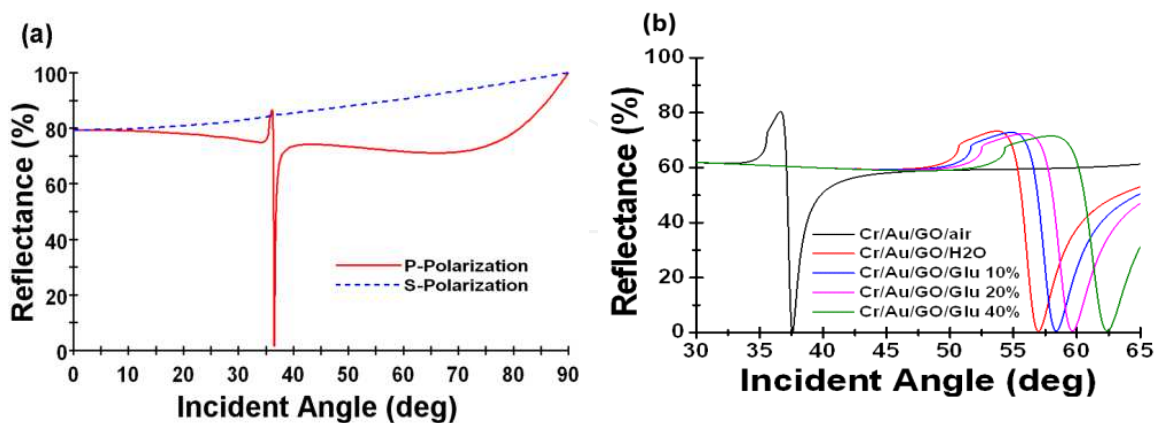 (a)
Reflectance (%)
100
80
60
40
20
0
P-Polarization
S-Polarization
0 10 20 30 40 50 60 70 80 90
Incident Angle (deg)
(b)
Reflectance (%)
100
80
60
40
20
0
Cr/Au/GO/air
Cr/Au/GO/H2O
Cr/Au/GO/Glu 10%
Cr/Au/GO/Glu 20%
Cr/Au/GO/Glu 40%
30 35 40 45 50 55 60 65
Incident Angle (deg)